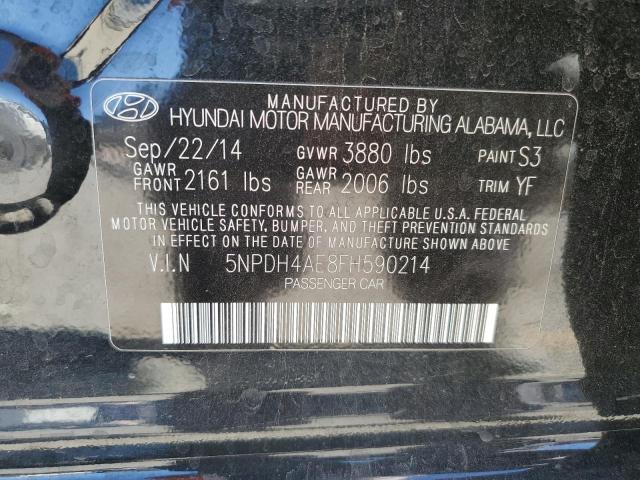 MANUFACTURED BY
HYUNDAI MOTOR MANUFACTURING ALABAMA, LLC
Sep/22/14 GVWR 3880 lbs PAINT S3
GAWR FRONT 2161 lbs GAWR REAR 2006 lbs TRIM YF
THIS VEHICLE CONFORMS TO ALL APPLICABLE U.S.A. FEDERAL
MOTOR VEHICLE SAFETY, BUMPER, AND THEFT PREVENTION STANDARDS
IN EFFECT ON THE DATE OF MANUFACTURE SHOWN ABOVE
V.I.N 5NPDH4AE8FH590214
PASSENGER CAR